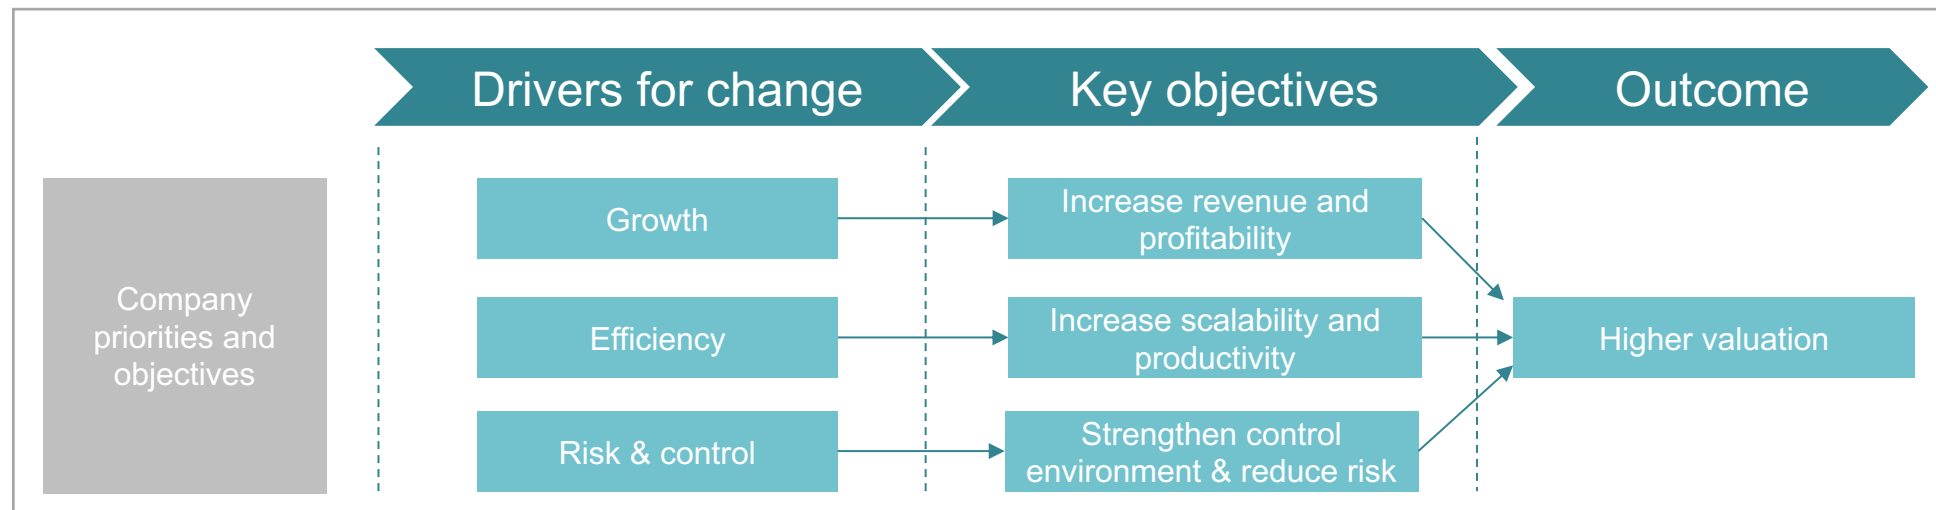 Drivers for change
Key objectives
Outcome
Company
priorities and
objectives
Growth
Increase revenue and
profitability
Efficiency
Increase scalability and
productivity
Higher valuation
Risk & control
Strengthen control
environment & reduce risk